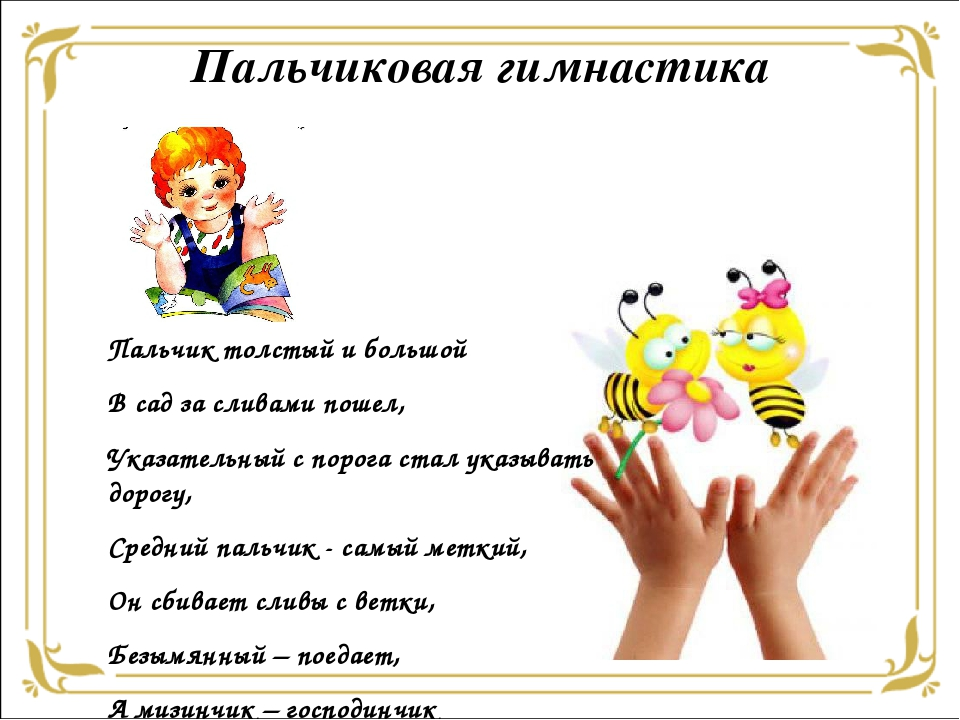 Пальчиковая гимнастика
Пальчик толстый и большой
В сад за сливами пошел,
Указательный с порога стал указывать
дорогу,
Средний пальчик - самый меткий,
Он сбивает сливы с ветки,
Безымянный – поедает,
А мизинчик – господинчик